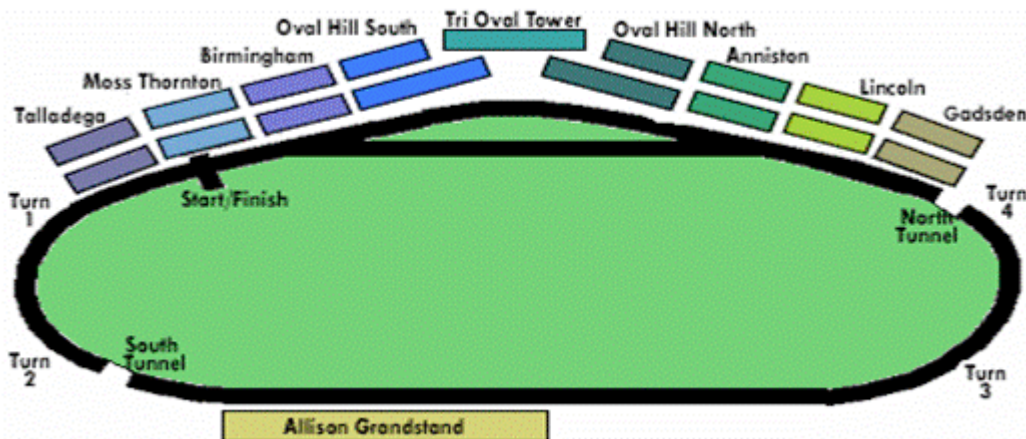 Tri Oval Tower
Oval Hill South
Oval Hill North
Birmingham
Anniston
Moss Thornton
Lincoln
Talladega
Gadsden
Turn
1
Start/Finish
Turn
4
North
Tunnel
South
Tunnel
Turn
2
Turn
3
Allison Grandstand